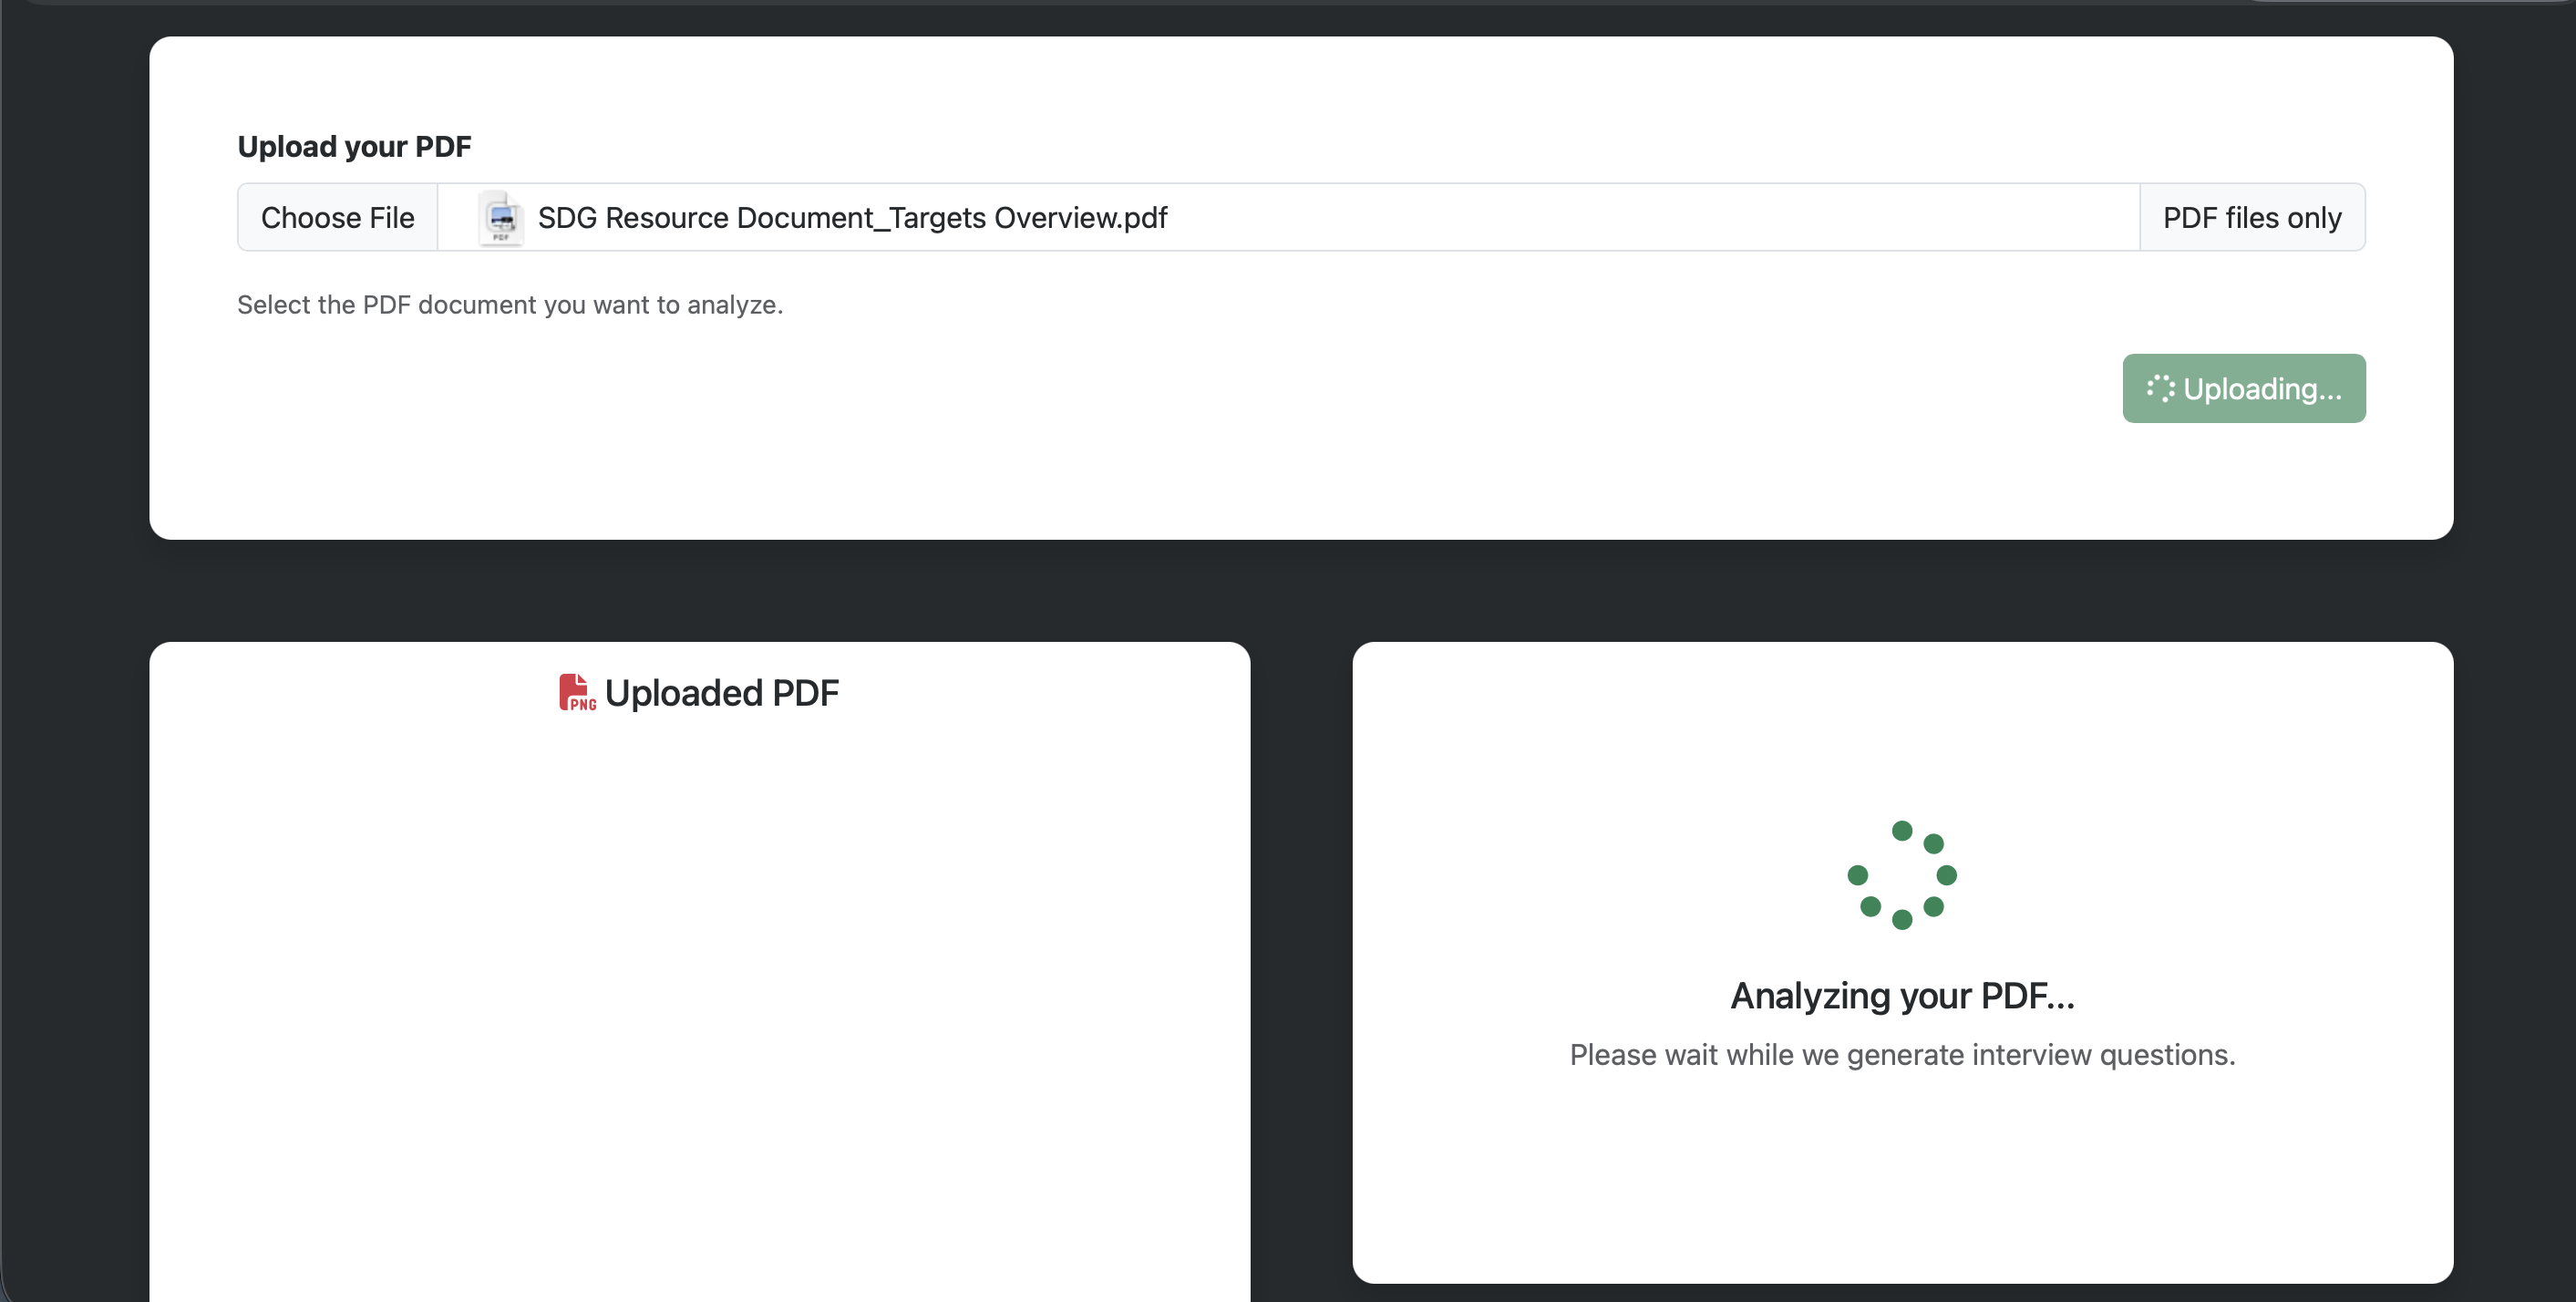 Upload your PDF
Choose File
PDF
SDG Resource Document_Targets Overview.pdf
PDF files only
Select the PDF document you want to analyze.
Uploading...
PNG
Uploaded PDF
Analyzing your PDF...
Please wait while we generate interview questions.